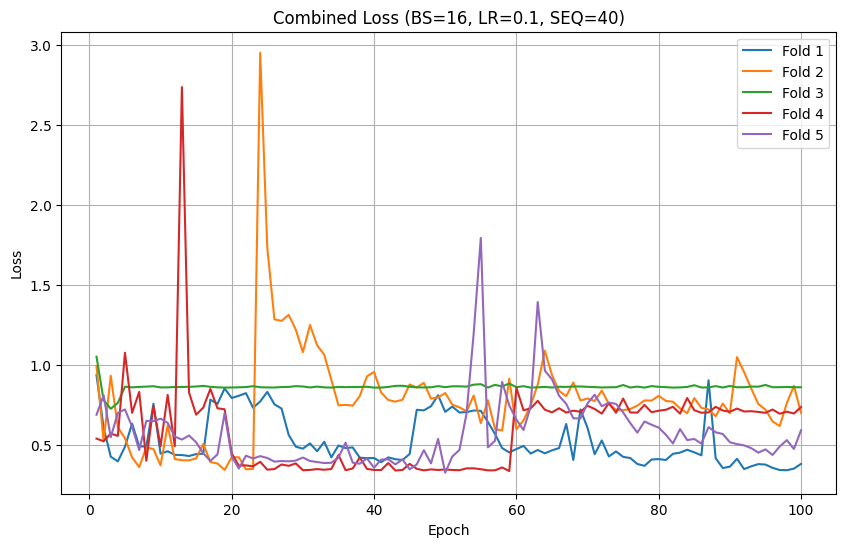 Combined Loss (BS=16, LR=0.1, SEQ=40)
3.0
2.5
2.0
1.5
1.0
0.5
Loss
0 20 40 60 80 100
Epoch
Fold 1
Fold 2
Fold 3
Fold 4
Fold 5